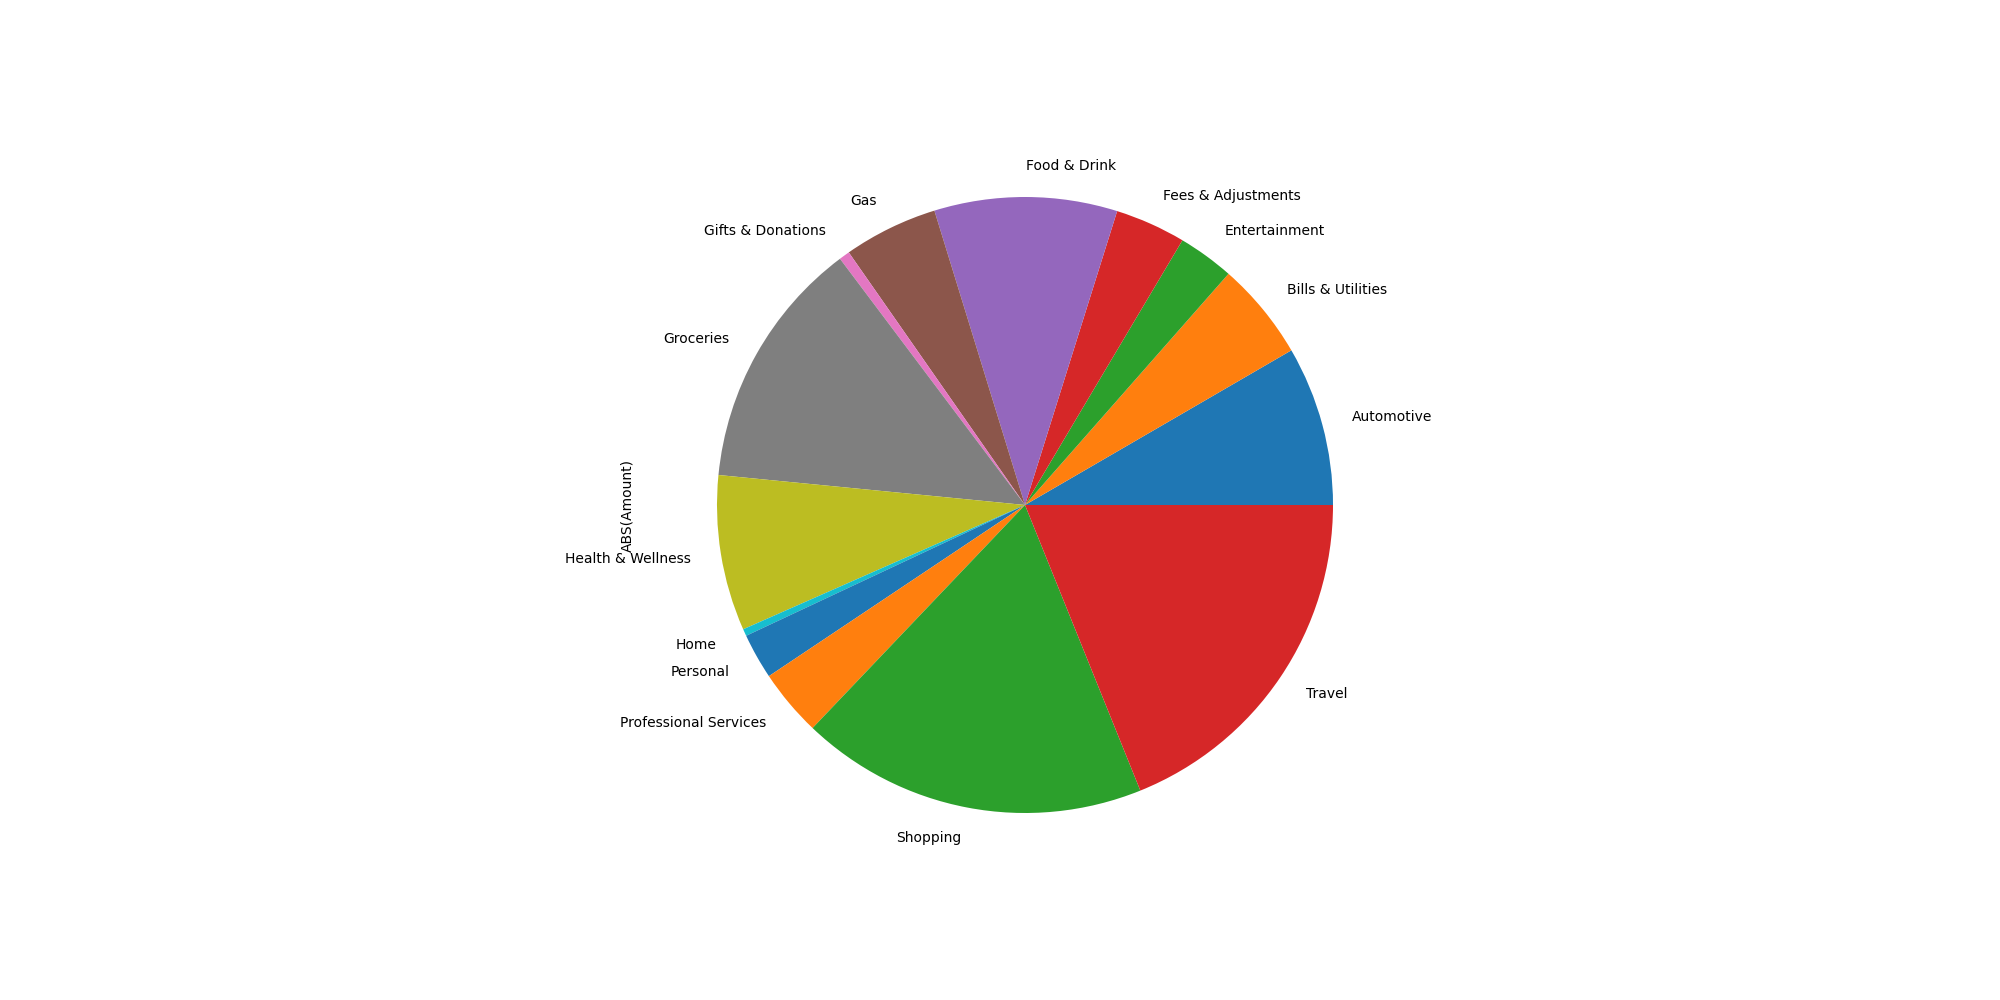 Food & Drink
Fees & Adjustments
Gas
Gifts & Donations
Entertainment
Bills & Utilities
Groceries
Automotive
ABS(Amount)
Health & Wellness
Home
Personal
Travel
Professional Services
Shopping